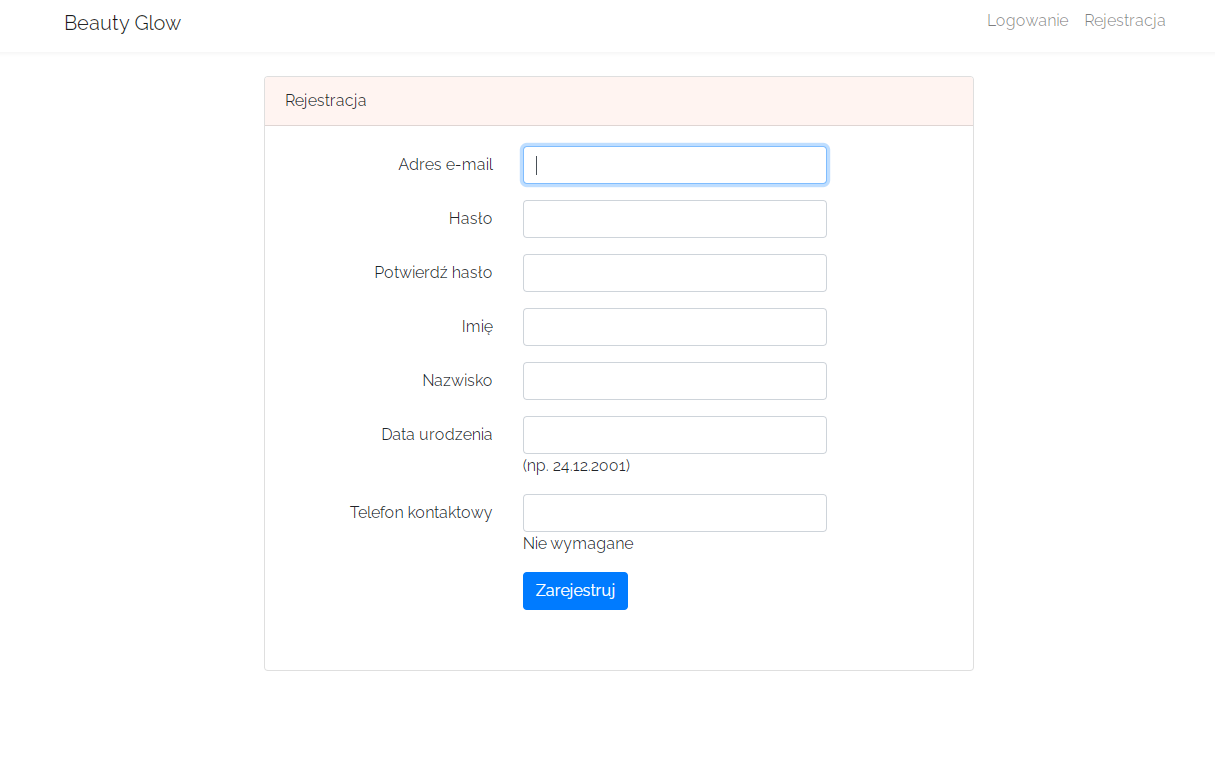 Beauty Glow
Logowanie Rejestracja
Rejestracja
Adres e-mail
Hasło
Potwierdź hasło
Imię
Nazwisko
Data urodzenia
(np. 24.12.2001)
Telefon kontaktowy
Nie wymagane
Zarejestruj